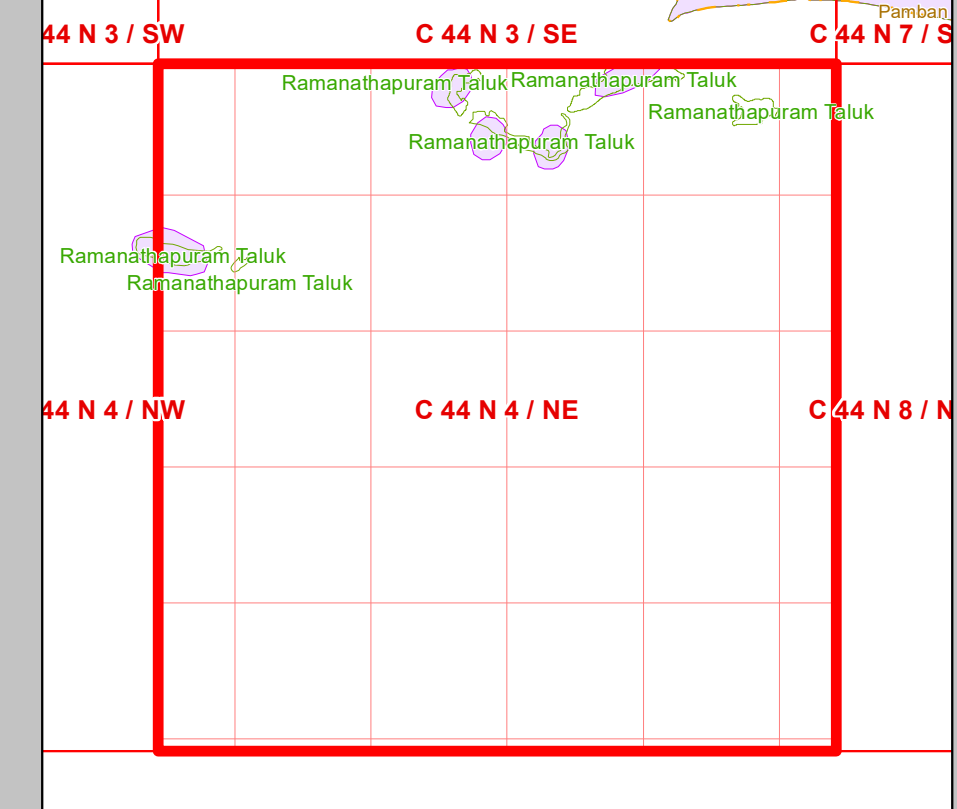 Pamban
44 N 3 / SW
C 44 N 3 / SE
C 44 N 7 / S
Ramanathapuram Taluk
Ramanathapuram Taluk
Ramanathapuram Taluk
Ramanathapuram Taluk
Ramanathapuram Taluk
Ramanathapuram Taluk
44 N 4 / NW
C 44 N 4 / NE
C 44 N 8 / N